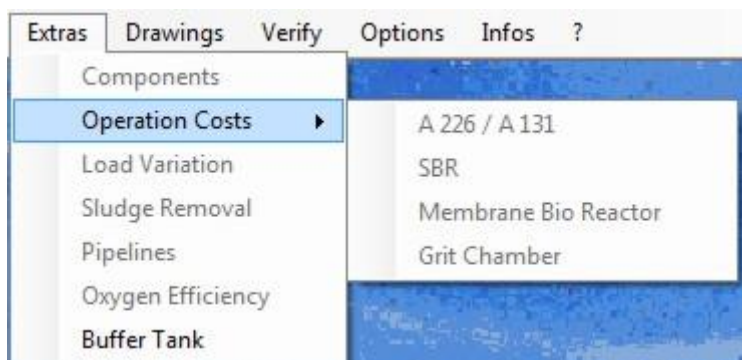 Extras Drawings Verify Options Infos ?
Components
Operation Costs
Load Variation
Sludge Removal
Pipelines
Oxygen Efficiency
Buffer Tank
A 226 / A 131
SBR
Membrane Bio Reactor
Grit Chamber